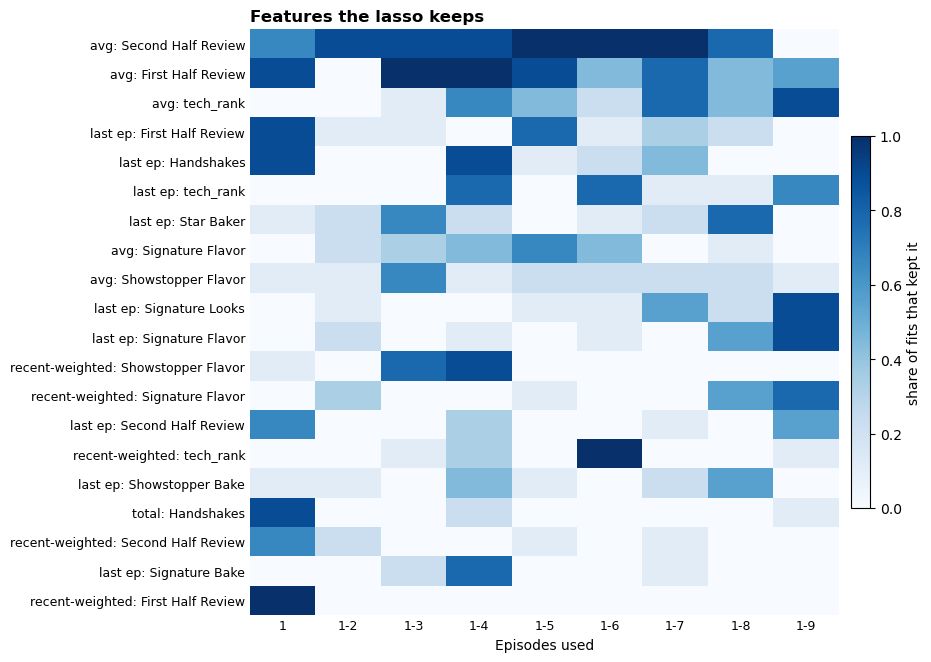 Features the lasso keeps
avg: Second Half Review
avg: First Half Review
avg: tech_rank
last ep: First Half Review
last ep: Handshakes
last ep: tech_rank
last ep: Star Baker
avg: Signature Flavor
avg: Showstopper Flavor
last ep: Signature Looks
last ep: Signature Flavor
recent-weighted: Showstopper Flavor
recent-weighted: Signature Flavor
last ep: Second Half Review
recent-weighted: tech_rank
last ep: Showstopper Bake
total: Handshakes
recent-weighted: Second Half Review
last ep: Signature Bake
recent-weighted: First Half Review
1 1-2 1-3 1-4 1-5 1-6 1-7 1-8 1-9
Episodes used
1.0
0.8
0.6
0.4
0.2
0.0
share of fits that kept it